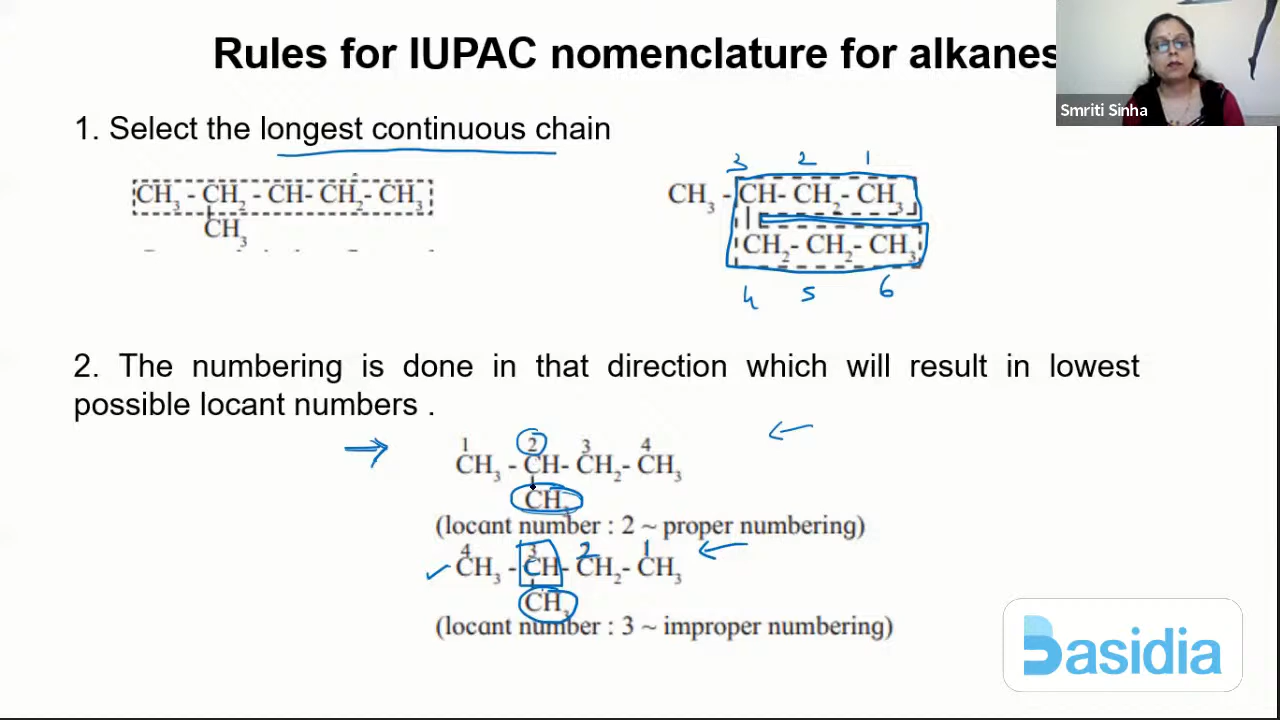 Rules for IUPAC nomenclature for alkanes
Smriti Sinha
1. Select the longest continuous chain
3 2 1
CH₃ - CH₂ - CH- CH₂- CH₃
CH₃
CH₃ - CH- CH₂- CH₃
CH₂- CH₂- CH₃
4 5 6
2. The numbering is done in that direction which will result in lowest
possible locant numbers .
1 2 3 4
CH₃ - CH- CH₂- CH₃
CH₃
(locant number : 2 ~ proper numbering)
4 3 2 1
CH₃ - CH- CH₂- CH₃
CH₃
(locant number : 3 ~ improper numbering)
Basidia